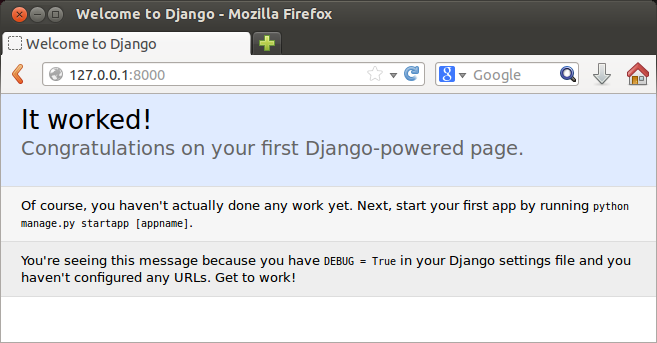 Welcome to Django - Mozilla Firefox
Welcome to Django
127.0.0.1:8000
Google
It worked!
Congratulations on your first Django-powered page.
Of course, you haven't actually done any work yet. Next, start your first app by running python
manage.py startapp [appname].
You're seeing this message because you have DEBUG = True in your Django settings file and you
haven't configured any URLs. Get to work!